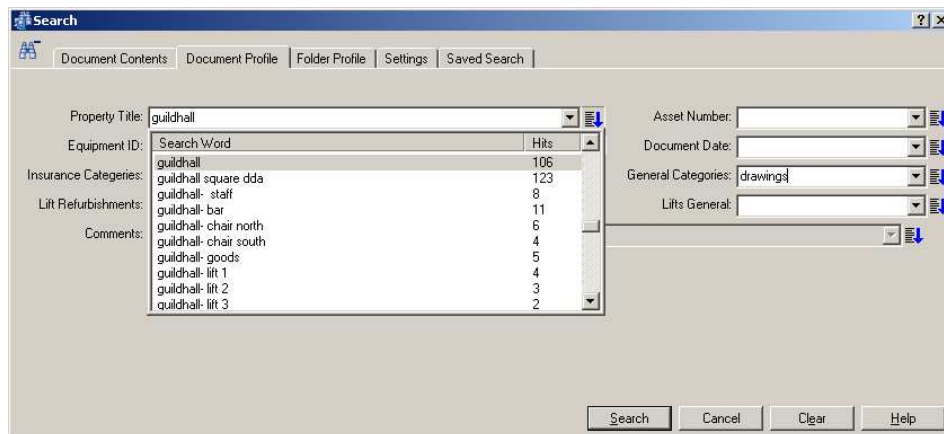 Search
Document Contents Document Profile Folder Profile Settings Saved Search
Property Title: guildhall Asset Number:
Equipment ID: Search Word Hits Document Date:
guildhall 106
Insurance Categeries: guildhall square dda 123 General Categories: drawings
guildhall- staff 8
Lift Refurbishments: guildhall- bar 11 Lifts General:
guildhall- chair north 6
Comments: guildhall- chair south 4
guildhall- goods 5
guildhall- lift 1 4
guildhall- lift 2 3
guildhall- lift 3 2
Search Cancel Clear Help